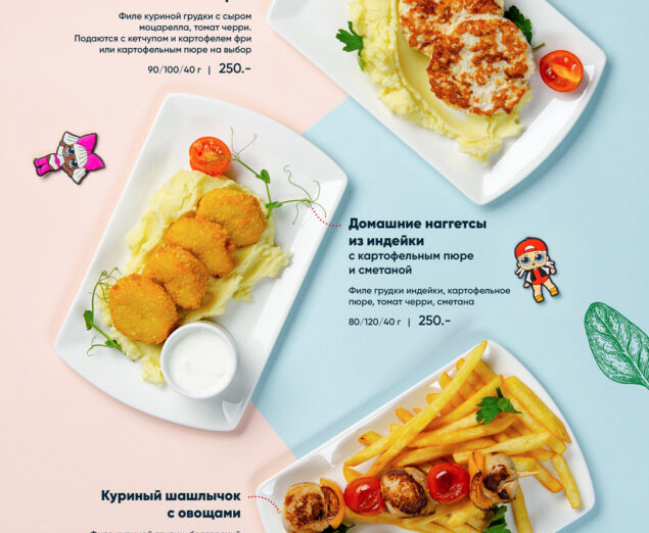 Филе куриной грудки с сыром
моцарелла, томат черри.
Подаются с кетчупом и картофелем фри
или картофельным пюре на выбор
90/100/40 г | 250.-
Домашние наггетсы
из индейки
с картофельным пюре
и сметаной
Филе грудки индейки, картофельное
пюре, томат черри, сметана
80/120/40 г | 250.-
Куриный шашлычок
с овощами